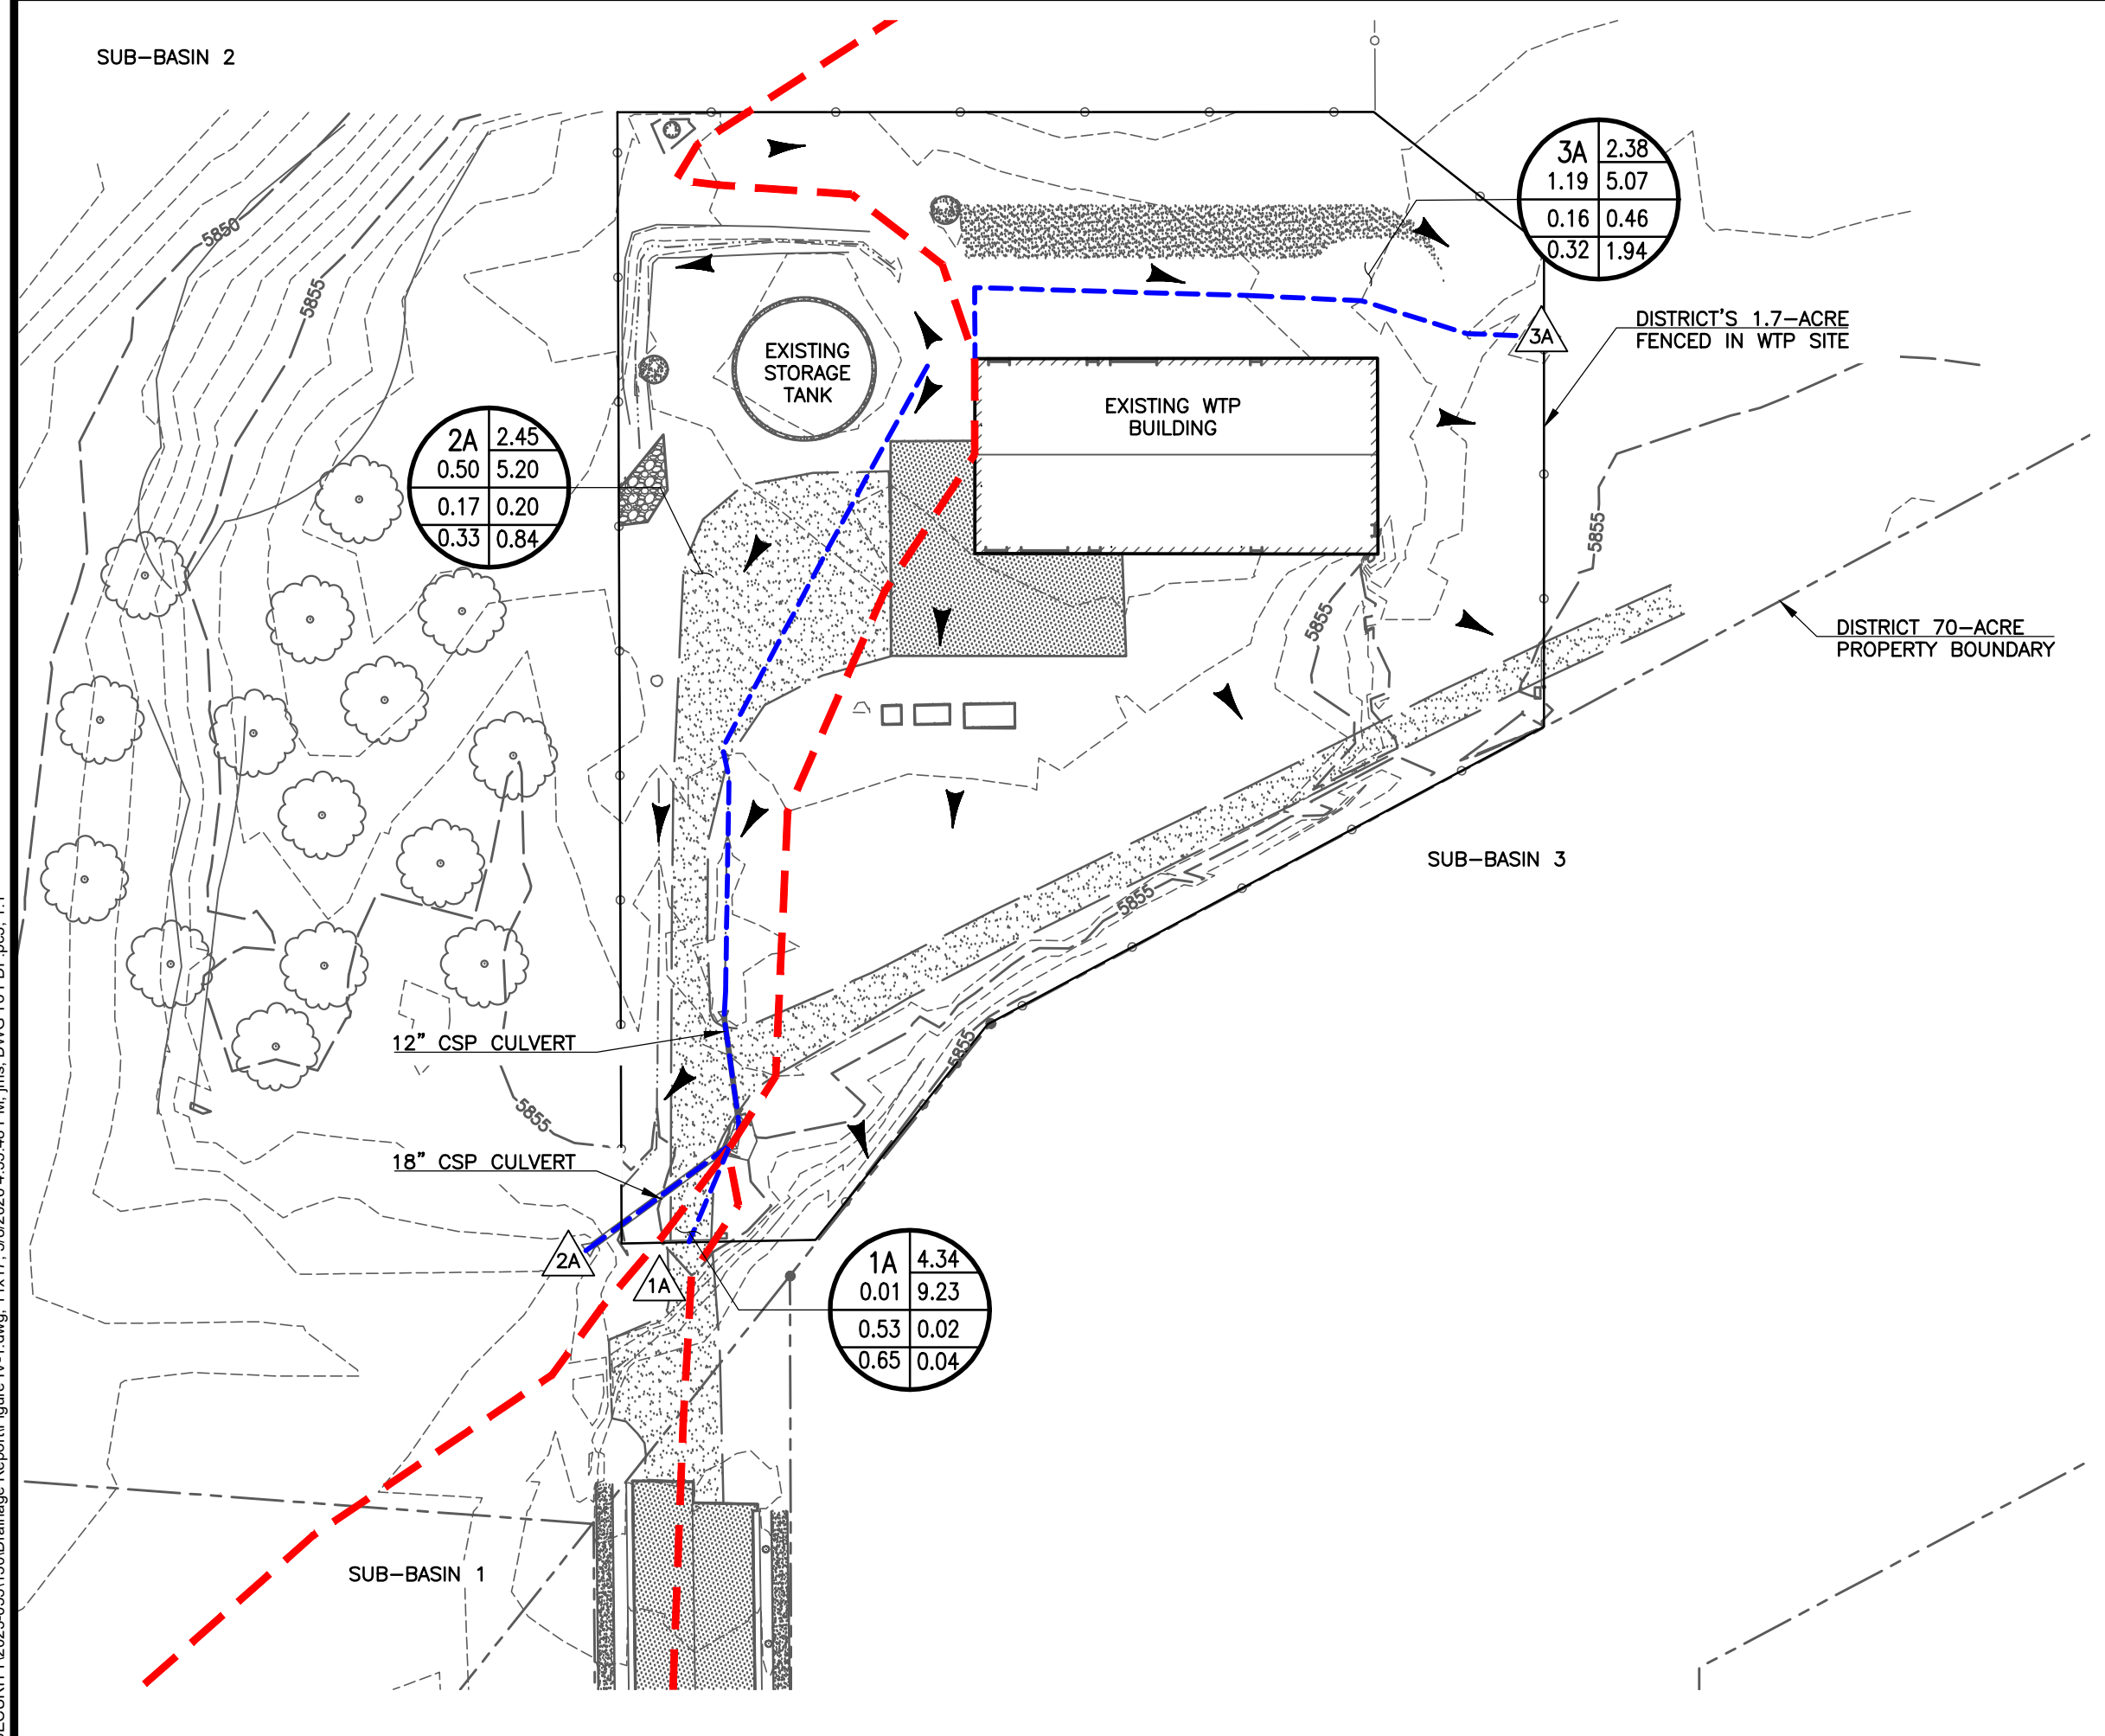 SUB-BASIN 2
5850
5855
3A 2.38
1.19 5.07
0.16 0.46
0.32 1.94
3A
DISTRICT'S 1.7-ACRE
FENCED IN WTP SITE
EXISTING
STORAGE
TANK
EXISTING WTP
BUILDING
2A 2.45
0.50 5.20
0.17 0.20
0.33 0.84
5855
5855
DISTRICT 70-ACRE
PROPERTY BOUNDARY
SUB-BASIN 3
5855
12" CSP CULVERT
5855
5855
18" CSP CULVERT
2A
1A
1A 4.34
0.01 9.23
0.53 0.02
0.65 0.04
SUB-BASIN 1